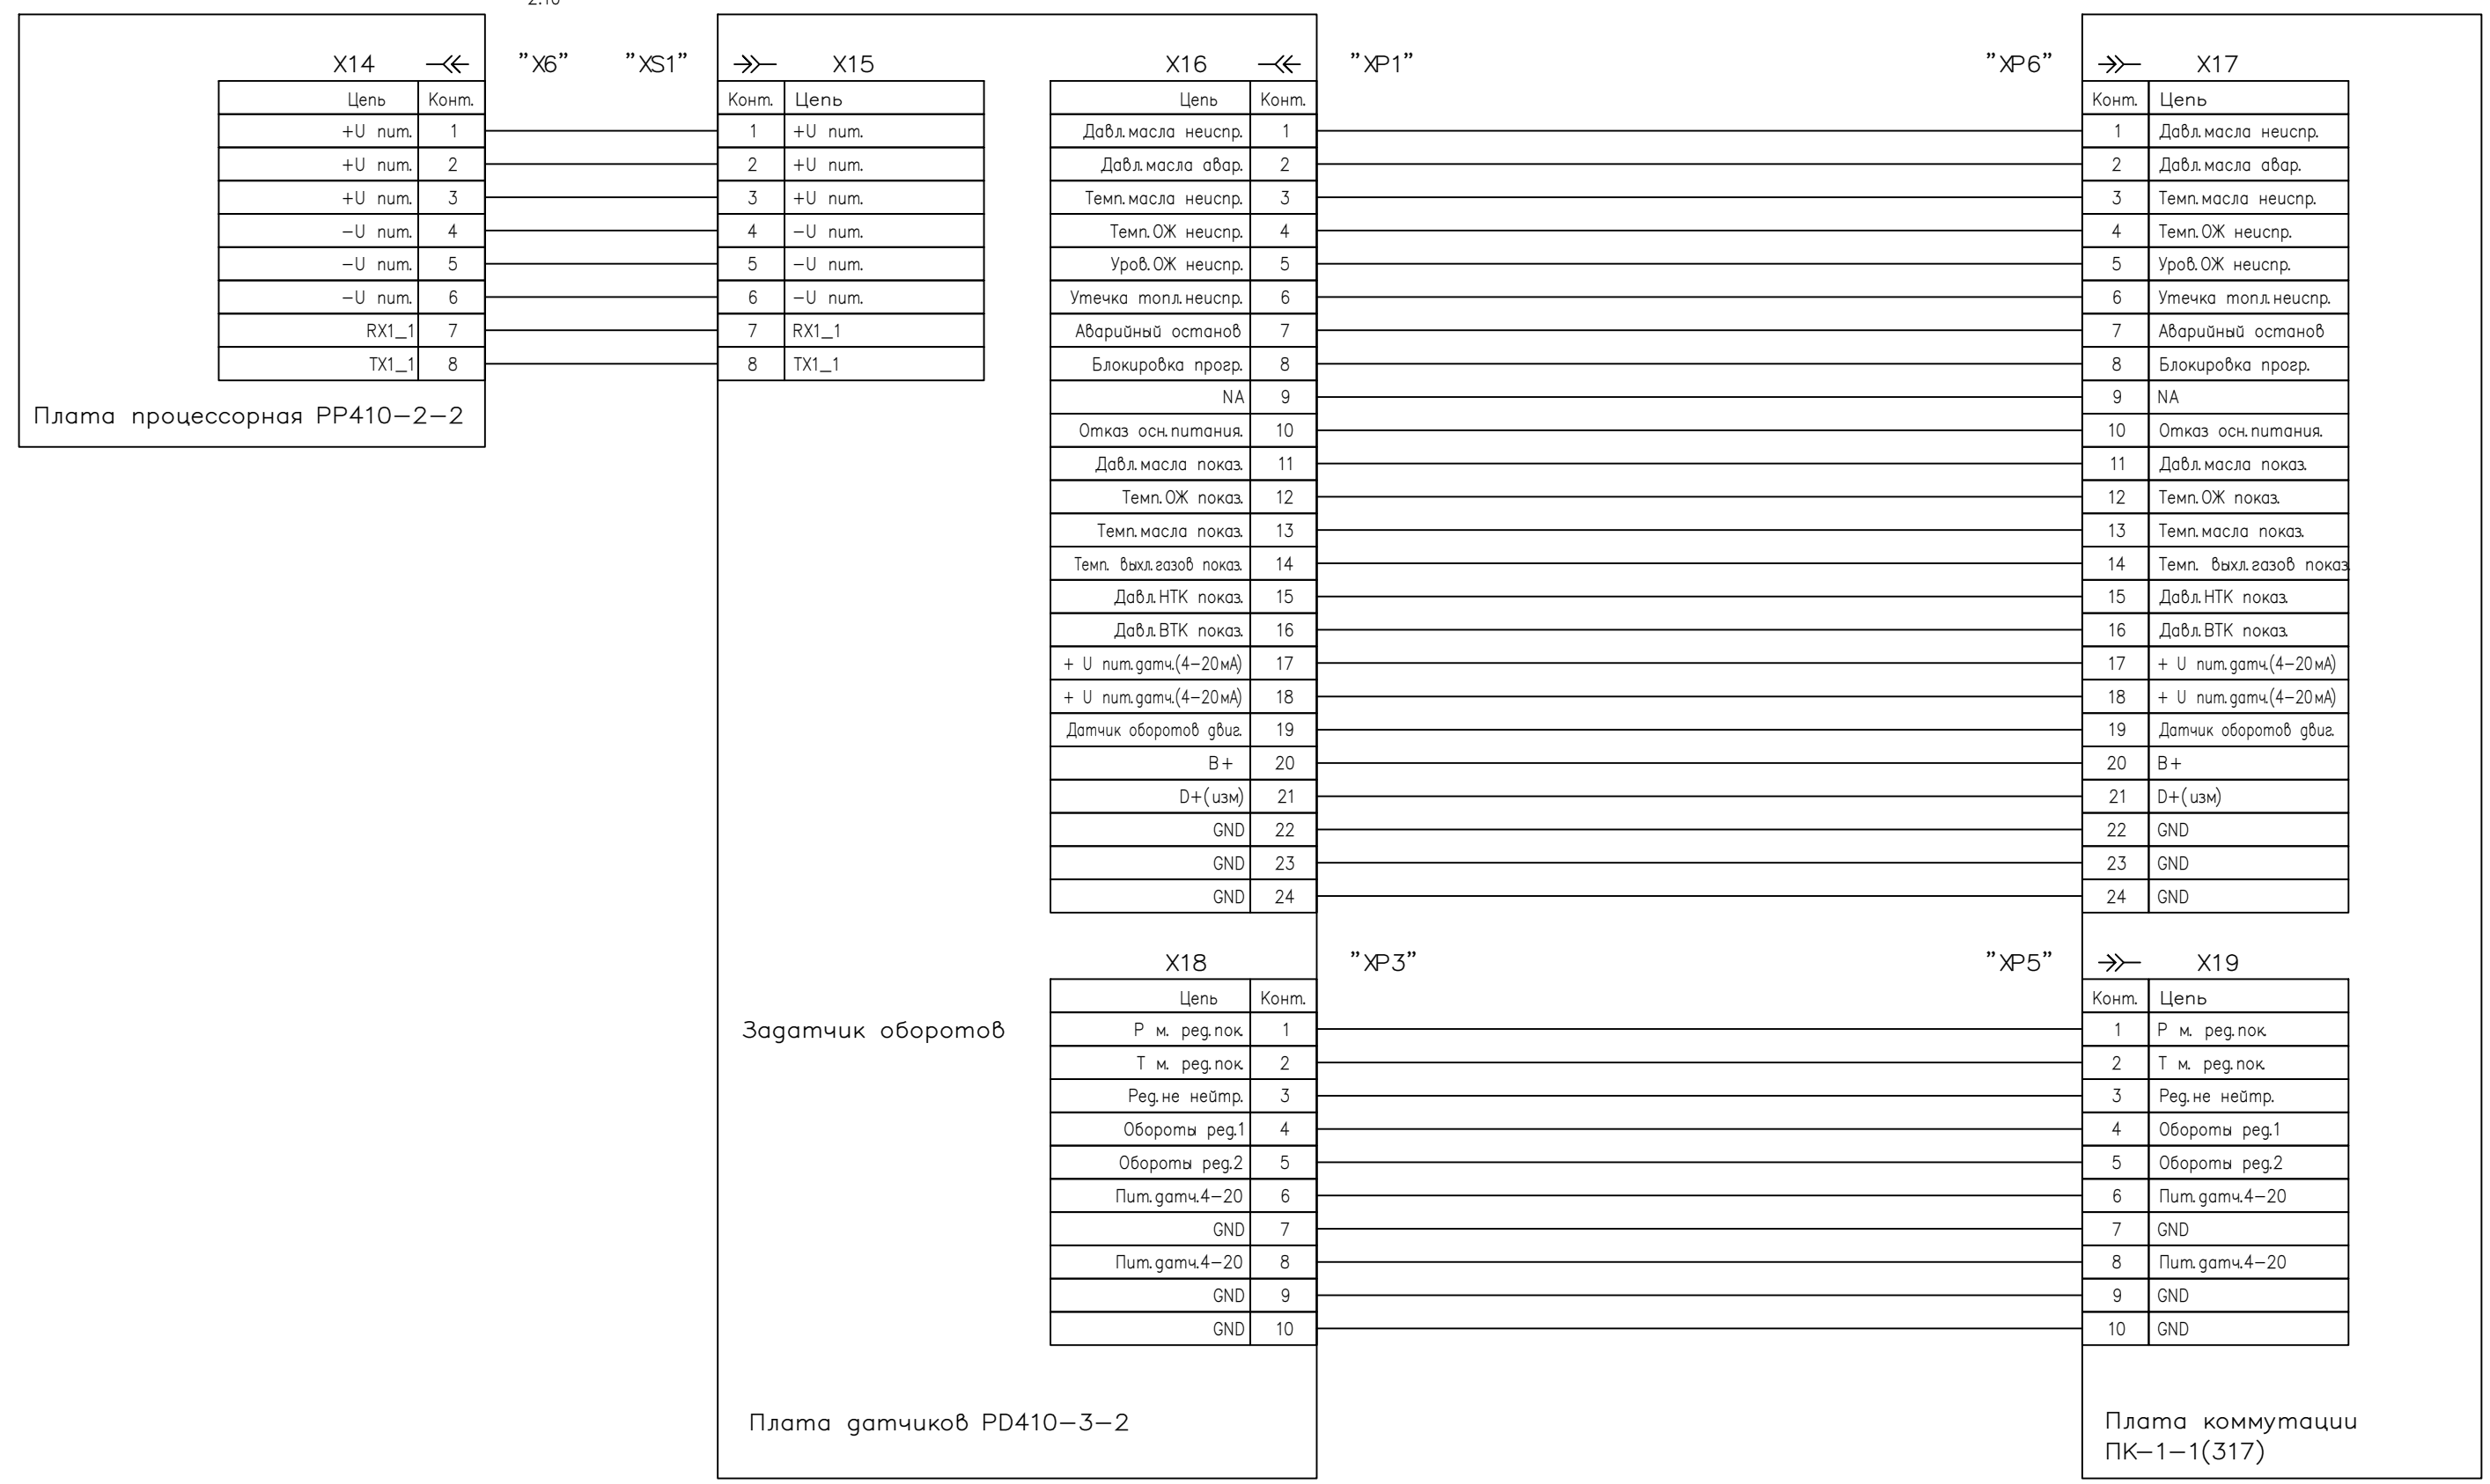 X14 "X6"
Цепь Конт.
+U пит. 1
+U пит. 2
+U пит. 3
−U пит. 4
−U пит. 5
−U пит. 6
RX1_1 7
TX1_1 8
Плата процессорная PP410−2−2
"XS1" X15
Конт. Цепь
1 +U пит.
2 +U пит.
3 +U пит.
4 −U пит.
5 −U пит.
6 −U пит.
7 RX1_1
8 TX1_1
X16 "XP1"
Цепь Конт.
Давл.масла неиспр. 1
Давл.масла авар. 2
Темп.масла неиспр. 3
Темп.ОЖ неиспр. 4
Уров.ОЖ неиспр. 5
Утечка топл.неиспр. 6
Аварийный останов 7
Блокировка прогр. 8
NA 9
Отказ осн.питания. 10
Давл.масла показ. 11
Темп.ОЖ показ. 12
Темп.масла показ. 13
Темп. выхл.газов показ. 14
Давл.НТК показ. 15
Давл.ВТК показ. 16
+ U пит.датч.(4−20мА) 17
+ U пит.датч.(4−20мА) 18
Датчик оборотов двиг. 19
B+ 20
D+(изм) 21
GND 22
GND 23
GND 24
"XP6" X17
Конт. Цепь
1 Давл.масла неиспр.
2 Давл.масла авар.
3 Темп.масла неиспр.
4 Темп.ОЖ неиспр.
5 Уров.ОЖ неиспр.
6 Утечка топл.неиспр.
7 Аварийный останов
8 Блокировка прогр.
9 NA
10 Отказ осн.питания.
11 Давл.масла показ.
12 Темп.ОЖ показ.
13 Темп.масла показ.
14 Темп. выхл.газов показ.
15 Давл.НТК показ.
16 Давл.ВТК показ.
17 + U пит.датч.(4−20мА)
18 + U пит.датч.(4−20мА)
19 Датчик оборотов двиг.
20 B+
21 D+(изм)
22 GND
23 GND
24 GND
Задатчик оборотов
X18 "XP3"
Цепь Конт.
Р м. ред.пок. 1
Т м. ред.пок. 2
Ред.не нейтр. 3
Обороты ред.1 4
Обороты ред.2 5
Пит.датч.4−20 6
GND 7
Пит.датч.4−20 8
GND 9
GND 10
"XP5" X19
Конт. Цепь
1 Р м. ред.пок.
2 Т м. ред.пок.
3 Ред.не нейтр.
4 Обороты ред.1
5 Обороты ред.2
6 Пит.датч.4−20
7 GND
8 Пит.датч.4−20
9 GND
10 GND
Плата датчиков PD410−3−2
Плата коммутации
ПК−1−1(317)